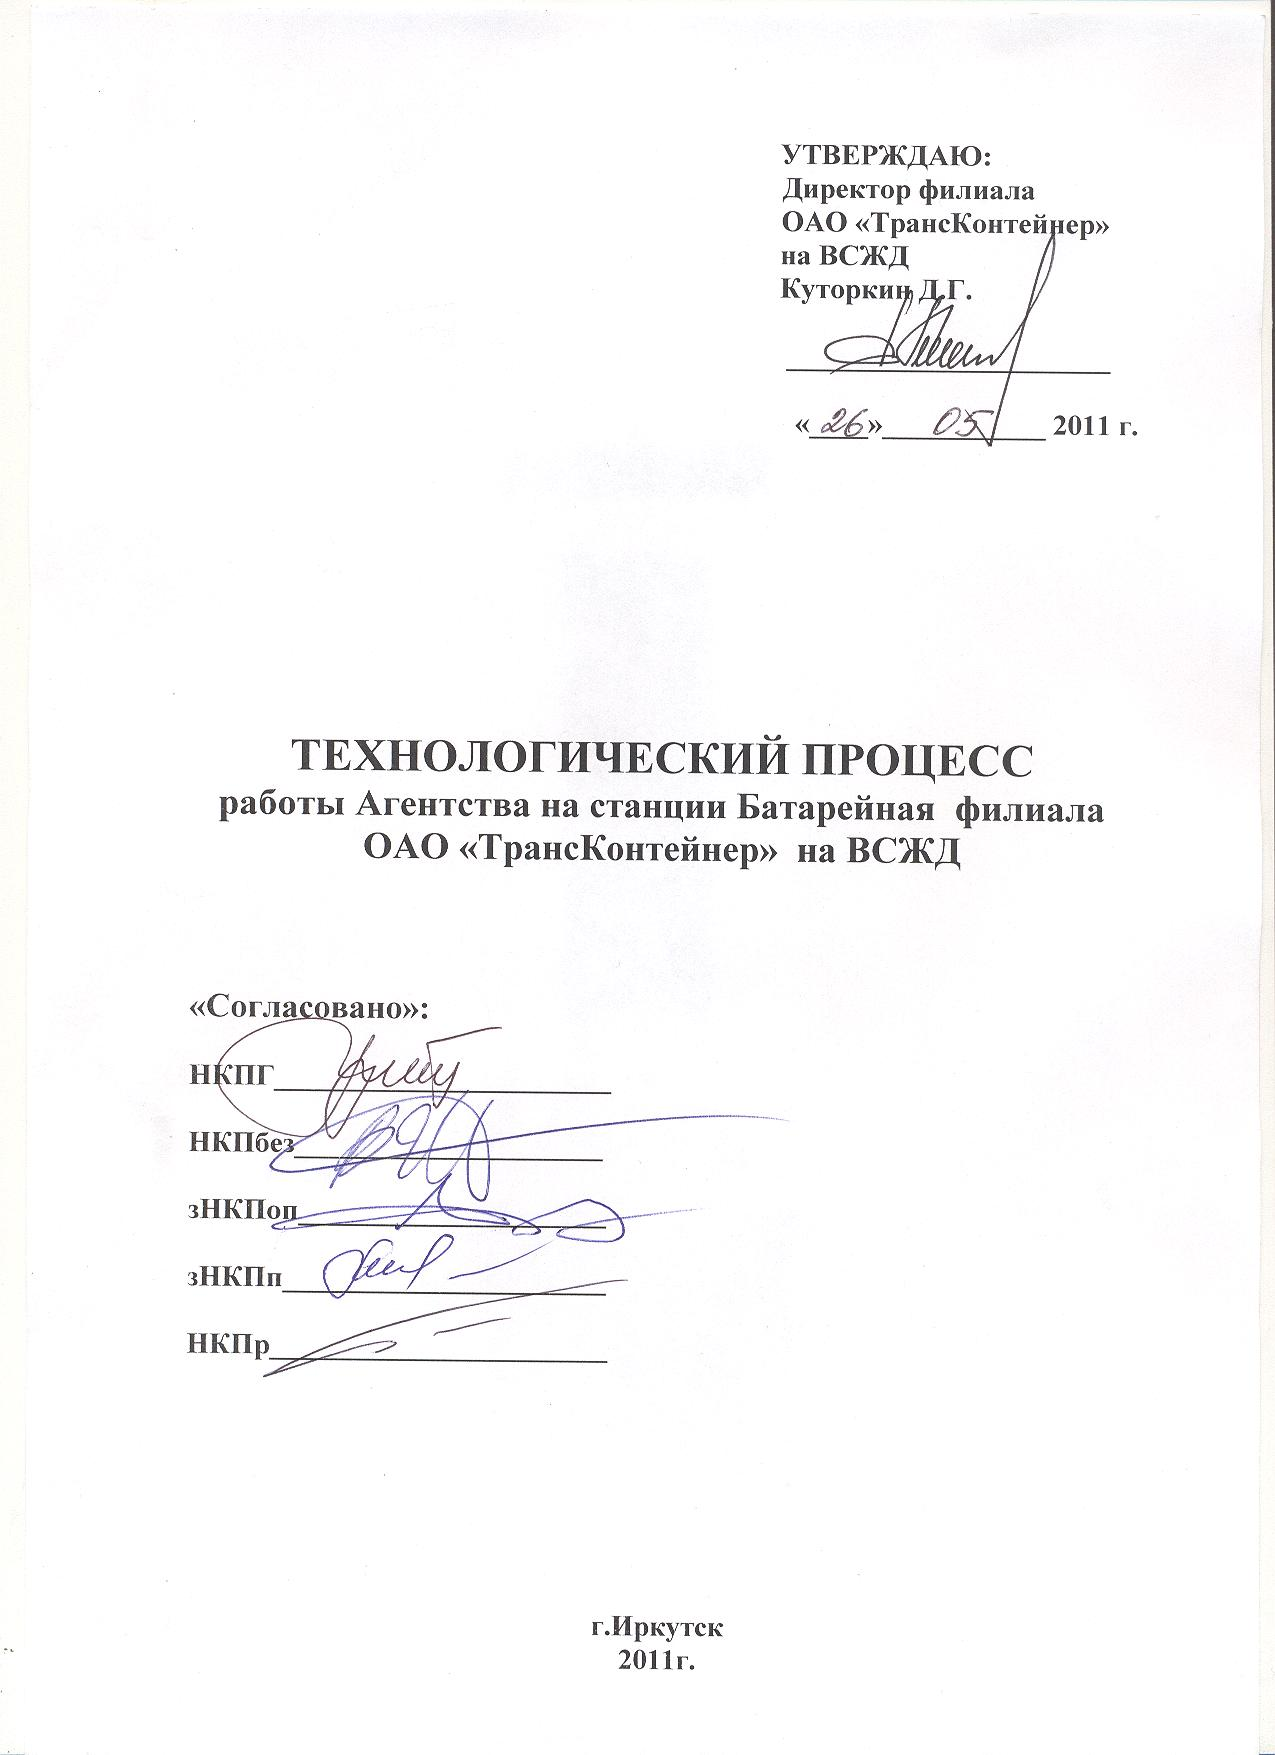 УТВЕРЖДАЮ:
Директор филиала
ОАО «ТрансКонтейнер»
на ВСЖД
Куторкин Д.Г.
«26» 05 2011 г.
ТЕХНОЛОГИЧЕСКИЙ ПРОЦЕСС
работы Агентства на станции Батарейная филиала
ОАО «ТрансКонтейнер» на ВСЖД
«Согласовано»:
НКПГ
НКПбез
зНКПоп
зНКПп
НКПр
г.Иркутск
2011г.